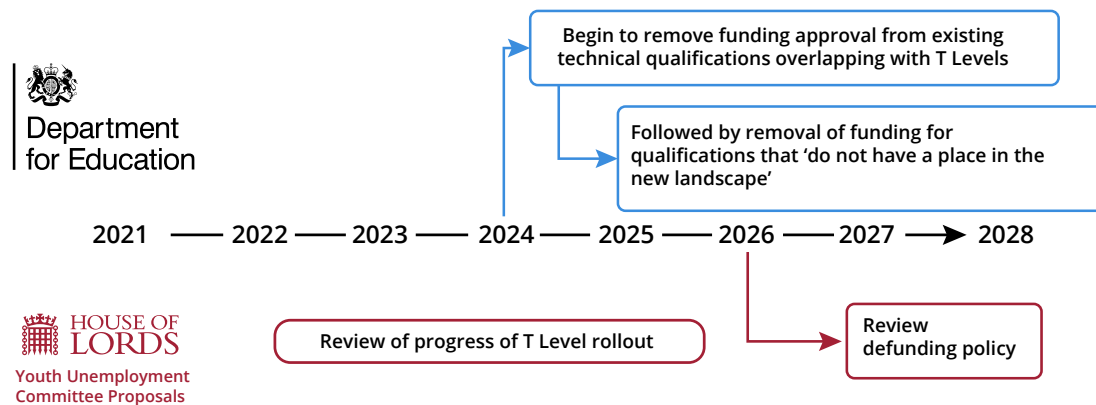 Begin to remove funding approval from existing
technical qualifications overlapping with T Levels
Department
for Education
Followed by removal of funding for
qualifications that ‘do not have a place in the
new landscape’
2021 2022 2023 2024 2025 2026 2027 2028
HOUSE OF
LORDS
Youth Unemployment
Committee Proposals
Review of progress of T Level rollout
Review
defunding policy